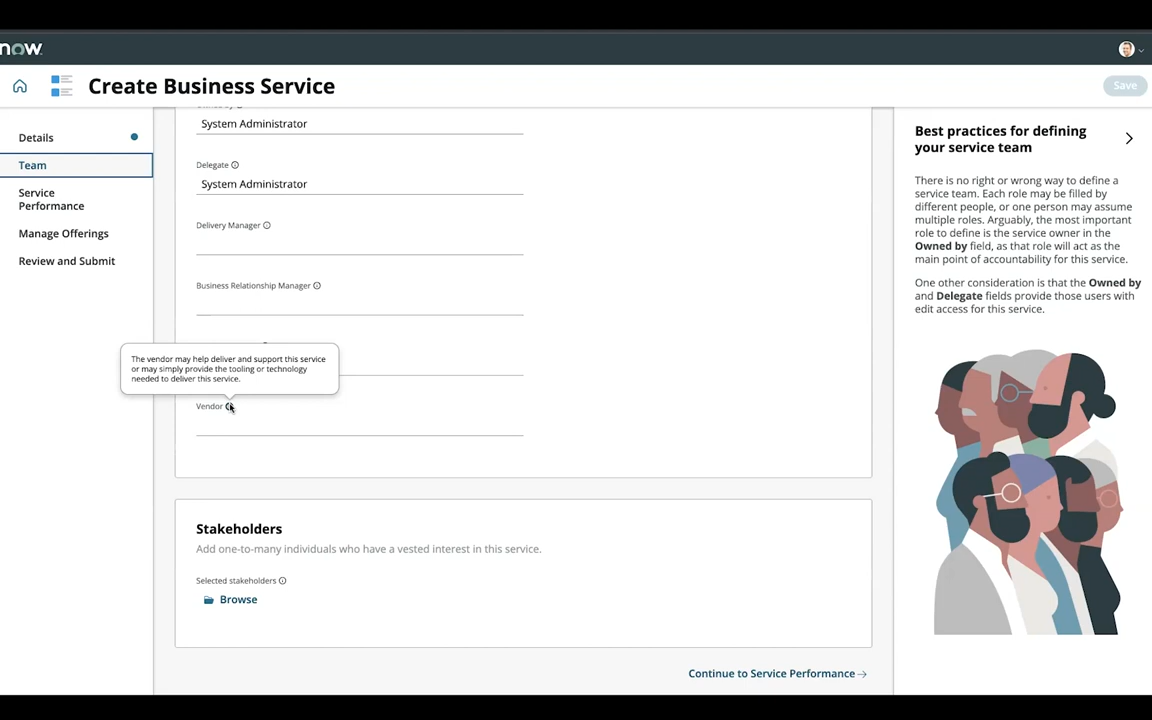 now
Create Business Service
Save
Details
Team
Service
Performance
Manage Offerings
Review and Submit
System Administrator
Delegate
System Administrator
Delivery Manager
Business Relationship Manager
The vendor may help deliver and support this service
or may simply provide the tooling or technology
needed to deliver this service.
Vendor
Stakeholders
Add one-to-many individuals who have a vested interest in this service.
Selected stakeholders
Browse
Continue to Service Performance
Best practices for defining
your service team
There is no right or wrong way to define a
service team. Each role may be filled by
different people, or one person may assume
multiple roles. Arguably, the most important
role to define is the service owner in the
Owned by field, as that role will act as the
main point of accountability for this service.
One other consideration is that the Owned by
and Delegate fields provide those users with
edit access for this service.